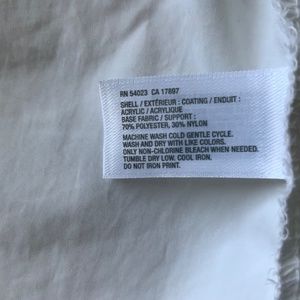 RN 54023 CA 17897
SHELL / EXTÉRIEUR : COATING / ENDUIT :
ACRYLIC / ACRYLIQUE
BASE FABRIC / SUPPORT :
70% POLYESTER, 30% NYLON
MACHINE WASH COLD GENTLE CYCLE.
WASH AND DRY WITH LIKE COLORS.
ONLY NON-CHLORINE BLEACH WHEN NEEDED.
TUMBLE DRY LOW. COOL IRON.
DO NOT IRON PRINT.